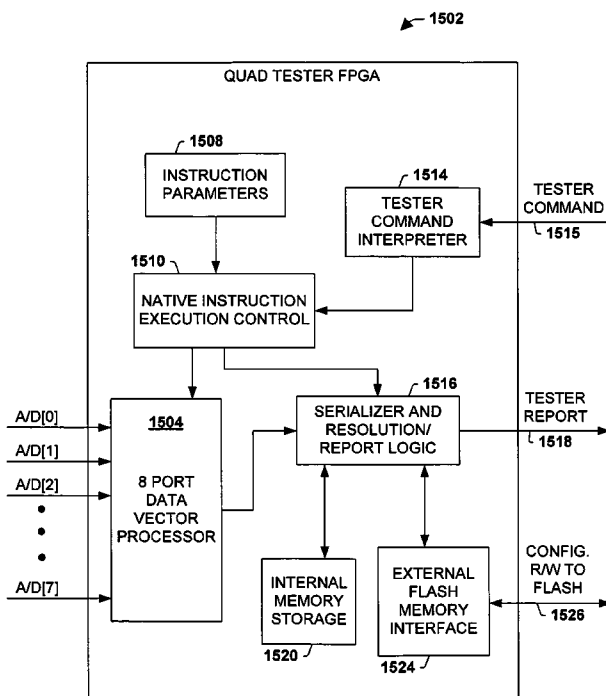 1502
QUAD TESTER FPGA
1508
INSTRUCTION
PARAMETERS
1514
TESTER
COMMAND
INTERPRETER
TESTER
COMMAND
1515
1510
NATIVE INSTRUCTION
EXECUTION CONTROL
1504
8 PORT
DATA
VECTOR
PROCESSOR
A/D[0]
A/D[1]
A/D[2]
A/D[7]
1516
SERIALIZER AND
RESOLUTION/
REPORT LOGIC
TESTER
REPORT
1518
INTERNAL
MEMORY
STORAGE
1520
EXTERNAL
FLASH
MEMORY
INTERFACE
1524
CONFIG.
R/W TO
FLASH
1526